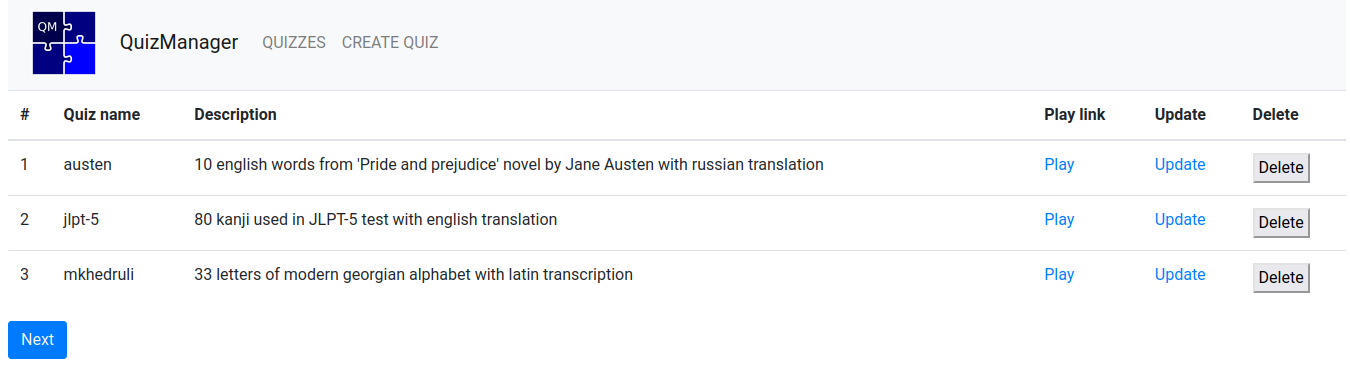 QM
QuizManager QUIZZES CREATE QUIZ
# Quiz name Description Play link Update Delete
1 austen 10 english words from 'Pride and prejudice' novel by Jane Austen with russian translation Play Update Delete
2 jlpt-5 80 kanji used in JLPT-5 test with english translation Play Update Delete
3 mkhedruli 33 letters of modern georgian alphabet with latin transcription Play Update Delete
Next